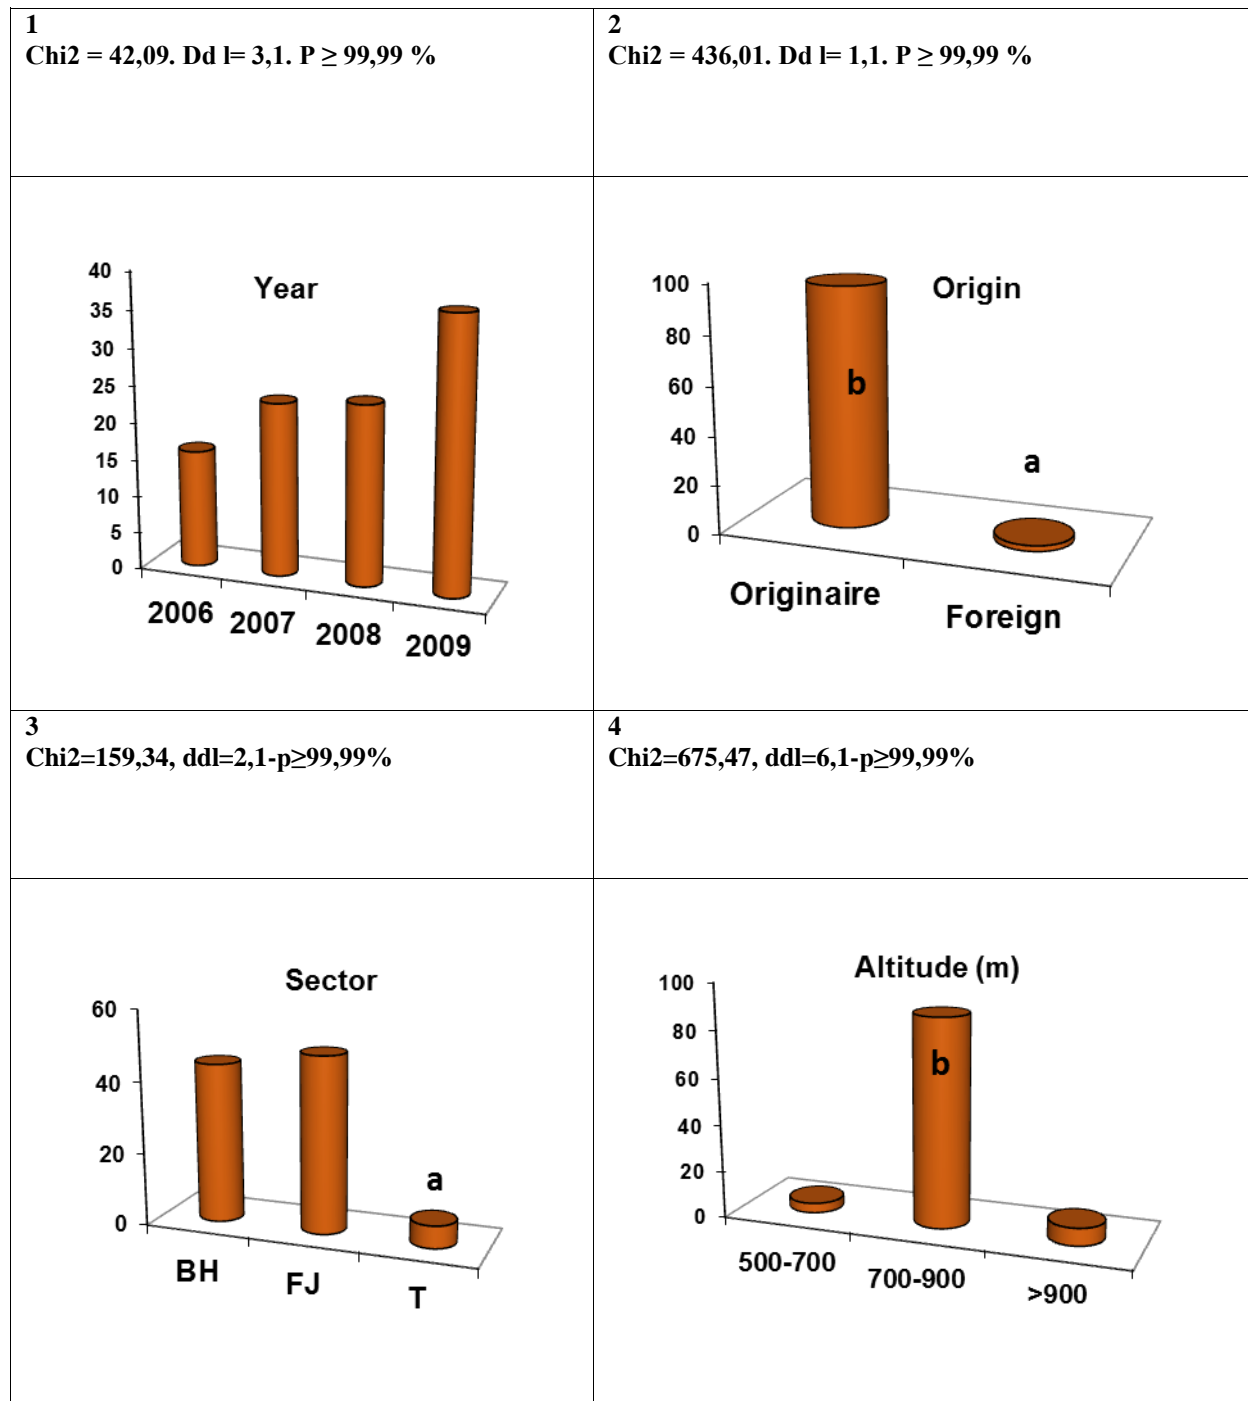 1
Chi2 = 42,09. Dd l= 3,1. P ≥ 99,99 %
2
Chi2 = 436,01. Dd l= 1,1. P ≥ 99,99 %
Year
40
35
30
25
20
15
10
5
0
2006
2007
2008
2009
Origin
100
80
60
40
20
0
b
a
Originaire
Foreign
3
Chi2=159,34, ddl=2,1-p≥99,99%
4
Chi2=675,47, ddl=6,1-p≥99,99%
Sector
60
40
20
0
a
BH
FJ
T
Altitude (m)
100
80
60
40
20
0
b
500-700
700-900
>900